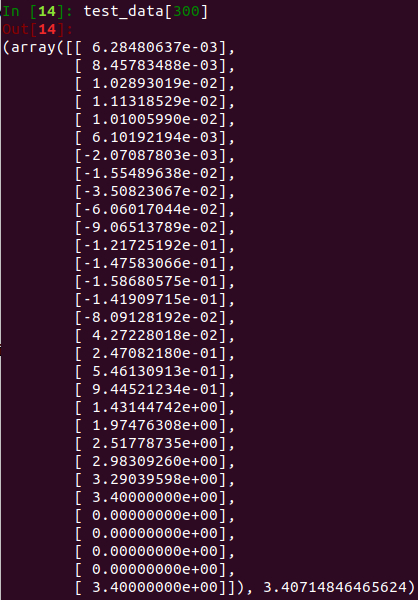 In [14]: test_data[300]
Out[14]:
(array([[ 6.28480637e-03],
        [ 8.45783488e-03],
        [ 1.02893019e-02],
        [ 1.11318529e-02],
        [ 1.01005990e-02],
        [ 6.10192194e-03],
        [-2.07087803e-03],
        [-1.55489638e-02],
        [-3.50823067e-02],
        [-6.06017044e-02],
        [-9.06513789e-02],
        [-1.21725192e-01],
        [-1.47583066e-01],
        [-1.58680575e-01],
        [-1.41909715e-01],
        [-8.09128192e-02],
        [ 4.27228018e-02],
        [ 2.47082180e-01],
        [ 5.46130913e-01],
        [ 9.44521234e-01],
        [ 1.43144742e+00],
        [ 1.97476308e+00],
        [ 2.51778735e+00],
        [ 2.98309260e+00],
        [ 3.29039598e+00],
        [ 3.40000000e+00],
        [ 0.00000000e+00],
        [ 0.00000000e+00],
        [ 0.00000000e+00],
        [ 0.00000000e+00],
        [ 3.40000000e+00]]), 3.40714846465624)